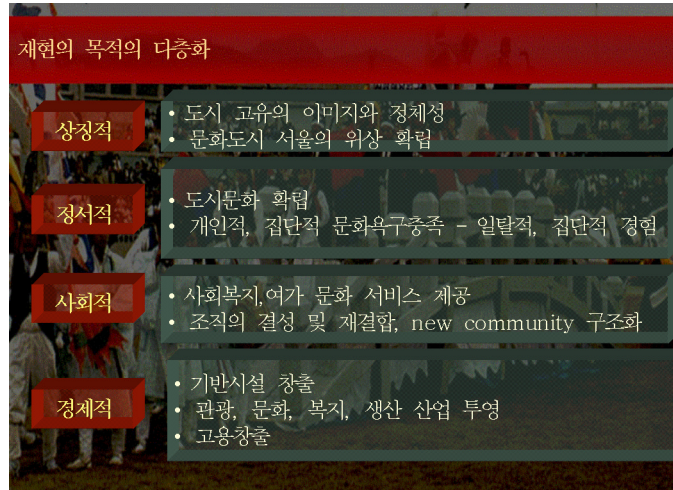 재현의 목적의 다층화
상징적
• 도시 고유의 이미지와 정체성
• 문화도시 서울의 위상 확립
정서적
• 도시문화 확립
• 개인적, 집단적 문화욕구충족 - 일탈적, 집단적 경험
사회적
• 사회복지,여가 문화 서비스 제공
• 조직의 결성 및 재결합, new community 구조화
경제적
• 기반시설 창출
• 관광, 문화, 복지, 생산 산업 투영
• 고용창출